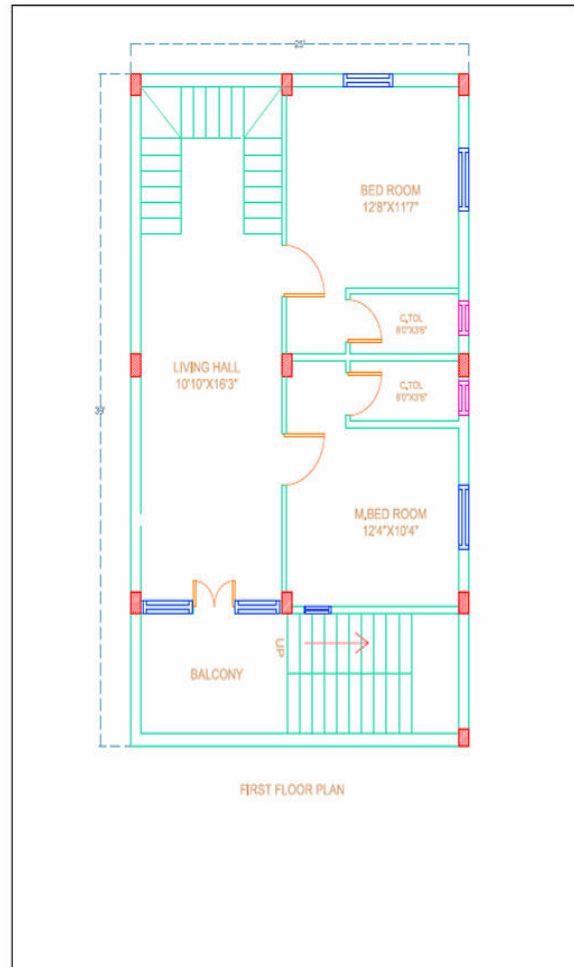 BED ROOM
12'8"X11'7"
C.TOL
6'0"X3'6"
LIVING HALL
10'10"X16'3"
C.TOL
6'0"X3'6"
M.BED ROOM
12'4"X10'4"
UP
BALCONY
FIRST FLOOR PLAN